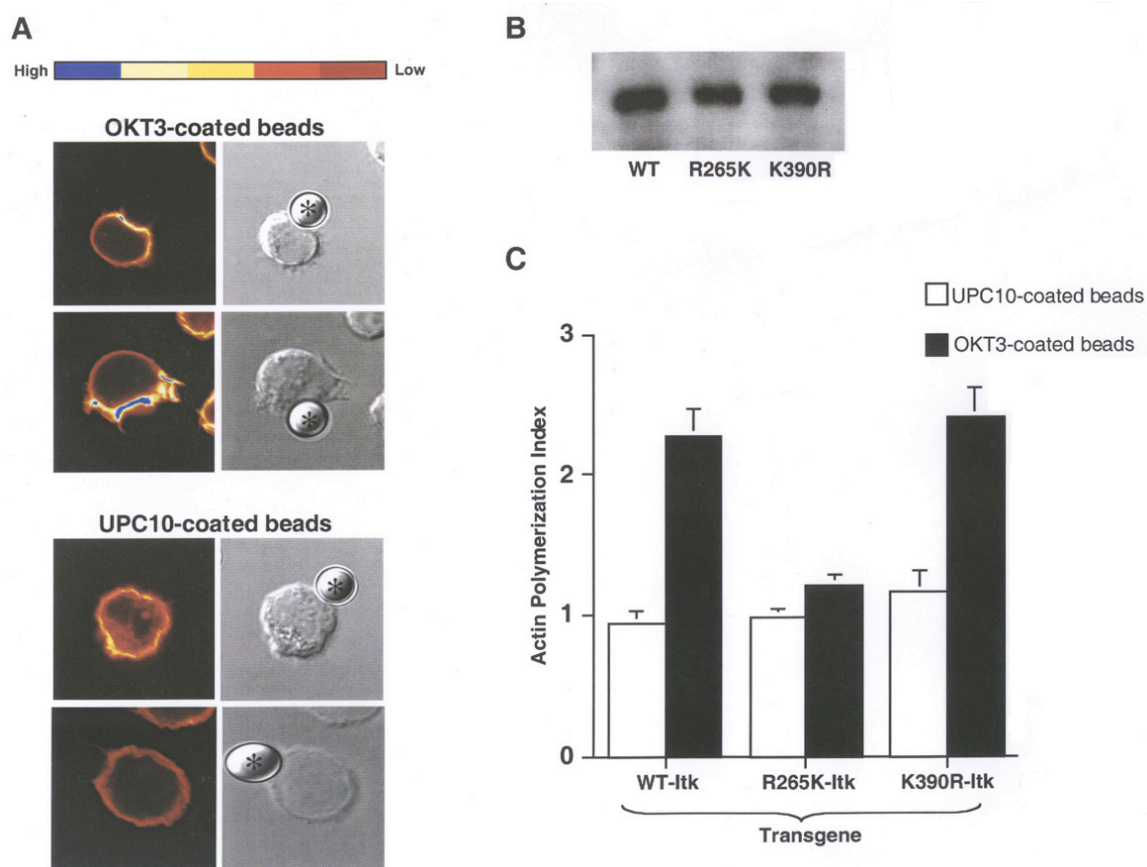 A
High
Low
OKT3-coated beads
*
*
UPC10-coated beads
*
*
B
WT R265K K390R
C
UPC10-coated beads
OKT3-coated beads
3
2
1
0
Actin Polymerization Index
WT-Itk R265K-Itk K390R-Itk
Transgene